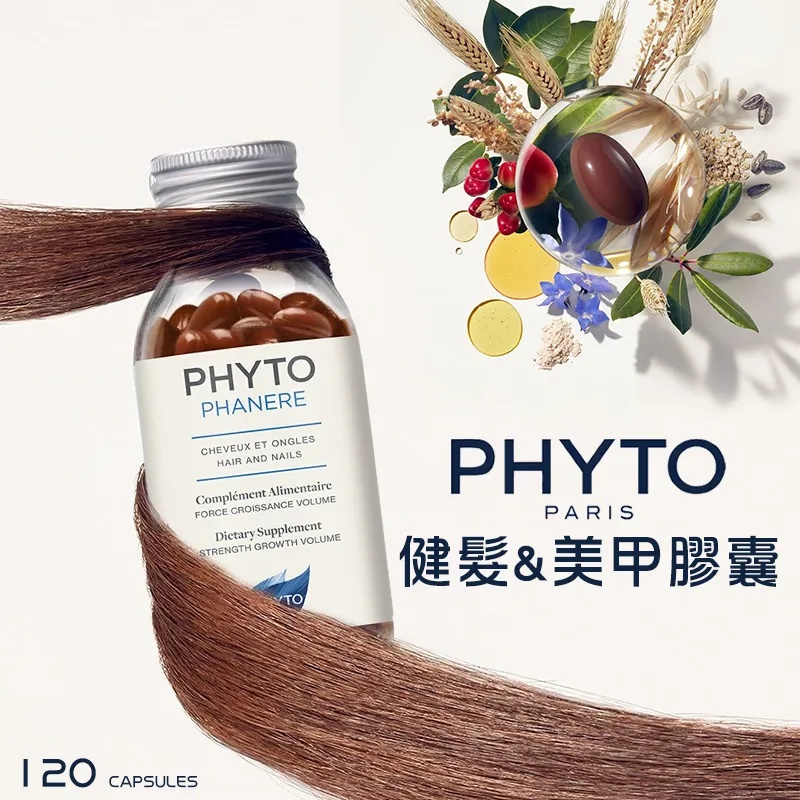 PHYTO
PHANERE
CHEVEUX ET ONGLES
HAIR AND NAILS
Complément Alimentaire
FORCE CROISSANCE VOLUME
Dietary Supplement
STRENGTH GROWTH VOLUME
PHYTO
PARIS
健髮&美甲膠囊
120 CAPSULES